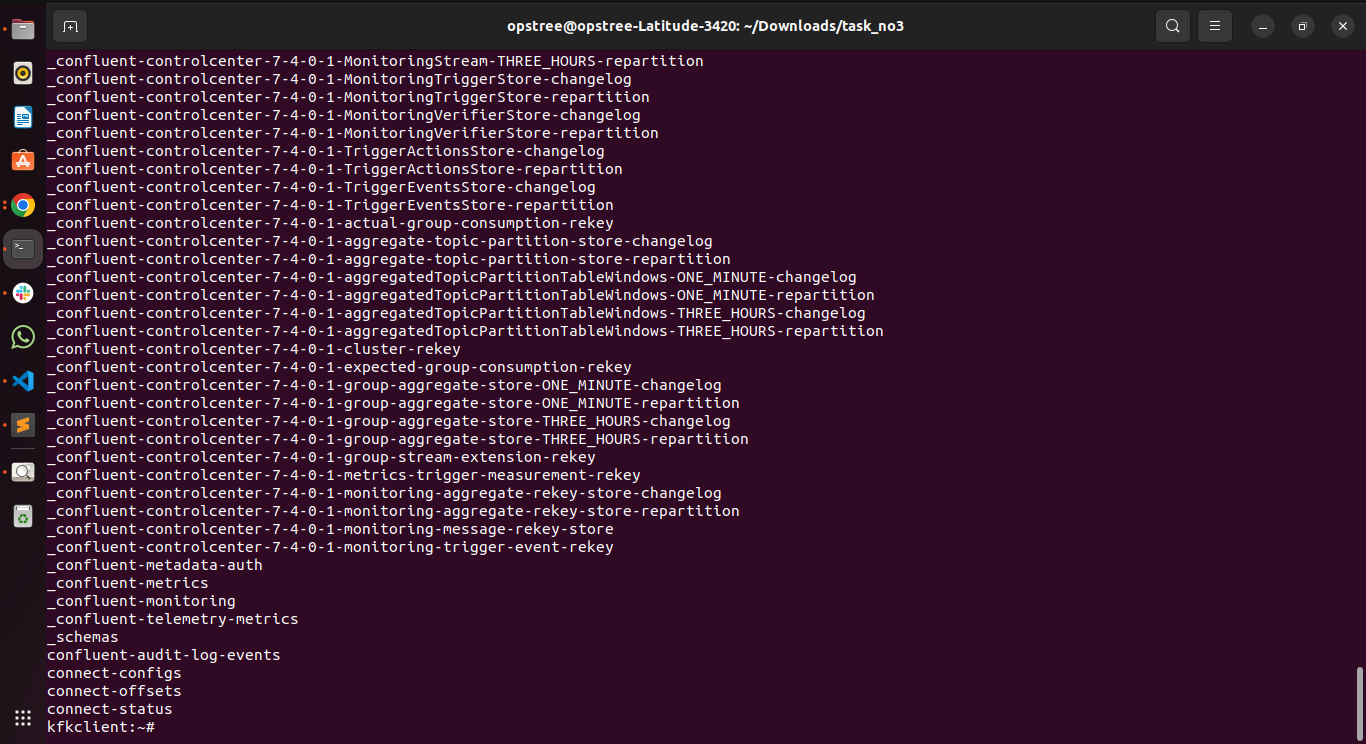 opstree@opstree-Latitude-3420: ~/Downloads/task_no3
_confluent-controlcenter-7-4-0-1-MonitoringStream-THREE_HOURS-repartition
_confluent-controlcenter-7-4-0-1-MonitoringTriggerStore-changelog
_confluent-controlcenter-7-4-0-1-MonitoringTriggerStore-repartition
_confluent-controlcenter-7-4-0-1-MonitoringVerifierStore-changelog
_confluent-controlcenter-7-4-0-1-MonitoringVerifierStore-repartition
_confluent-controlcenter-7-4-0-1-TriggerActionsStore-changelog
_confluent-controlcenter-7-4-0-1-TriggerActionsStore-repartition
_confluent-controlcenter-7-4-0-1-TriggerEventsStore-changelog
_confluent-controlcenter-7-4-0-1-TriggerEventsStore-repartition
_confluent-controlcenter-7-4-0-1-actual-group-consumption-rekey
_confluent-controlcenter-7-4-0-1-aggregate-topic-partition-store-changelog
_confluent-controlcenter-7-4-0-1-aggregate-topic-partition-store-repartition
_confluent-controlcenter-7-4-0-1-aggregatedTopicPartitionTableWindows-ONE_MINUTE-changelog
_confluent-controlcenter-7-4-0-1-aggregatedTopicPartitionTableWindows-ONE_MINUTE-repartition
_confluent-controlcenter-7-4-0-1-aggregatedTopicPartitionTableWindows-THREE_HOURS-changelog
_confluent-controlcenter-7-4-0-1-aggregatedTopicPartitionTableWindows-THREE_HOURS-repartition
_confluent-controlcenter-7-4-0-1-cluster-rekey
_confluent-controlcenter-7-4-0-1-expected-group-consumption-rekey
_confluent-controlcenter-7-4-0-1-group-aggregate-store-ONE_MINUTE-changelog
_confluent-controlcenter-7-4-0-1-group-aggregate-store-ONE_MINUTE-repartition
_confluent-controlcenter-7-4-0-1-group-aggregate-store-THREE_HOURS-changelog
_confluent-controlcenter-7-4-0-1-group-aggregate-store-THREE_HOURS-repartition
_confluent-controlcenter-7-4-0-1-group-stream-extension-rekey
_confluent-controlcenter-7-4-0-1-metrics-trigger-measurement-rekey
_confluent-controlcenter-7-4-0-1-monitoring-aggregate-rekey-store-changelog
_confluent-controlcenter-7-4-0-1-monitoring-aggregate-rekey-store-repartition
_confluent-controlcenter-7-4-0-1-monitoring-message-rekey-store
_confluent-controlcenter-7-4-0-1-monitoring-trigger-event-rekey
_confluent-metadata-auth
_confluent-metrics
_confluent-monitoring
_confluent-telemetry-metrics
_schemas
confluent-audit-log-events
connect-configs
connect-offsets
connect-status
kfkclient:~#